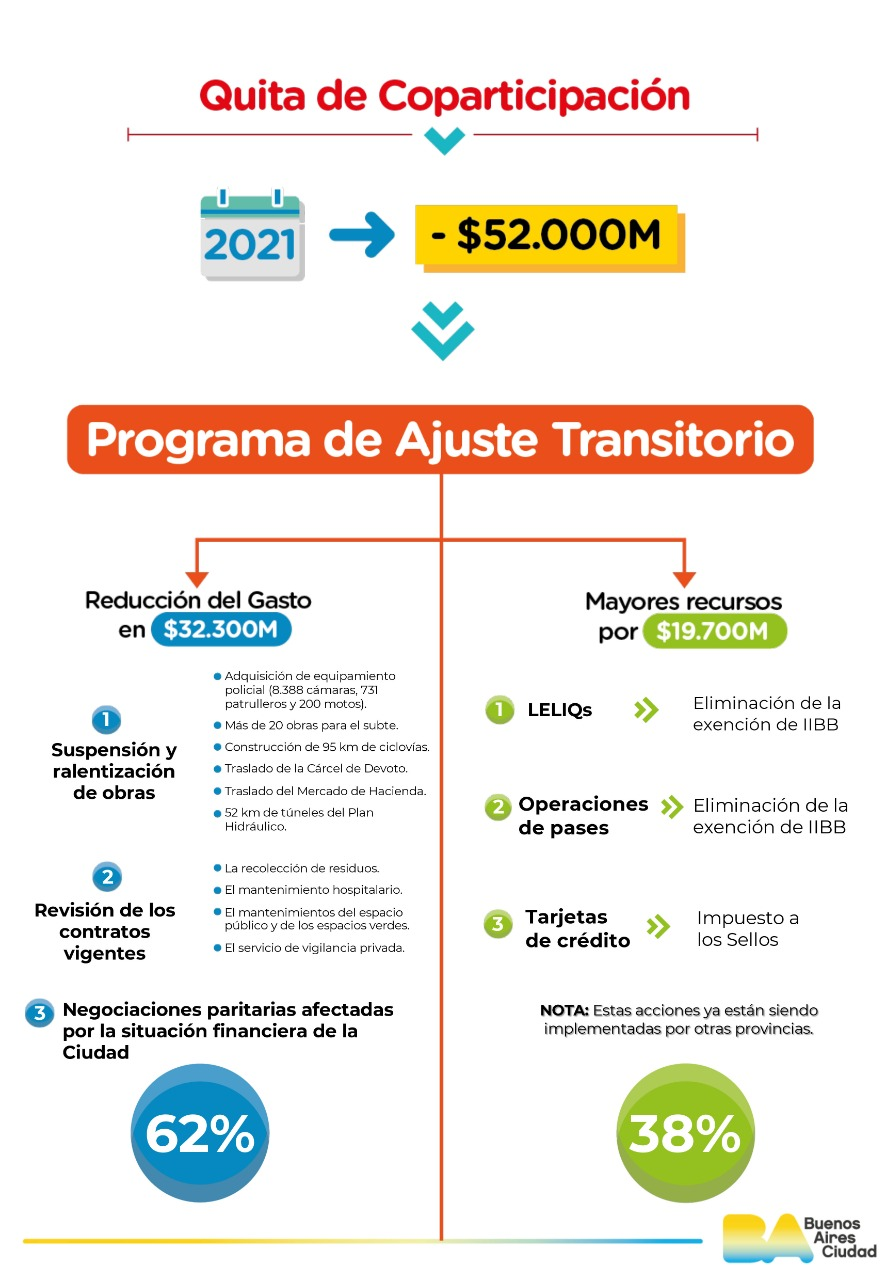 Quita de Coparticipación
2021
- $52.000M
Programa de Ajuste Transitorio
Reducción del Gasto
en $32.300M
1
Suspensión y
ralentización
de obras
Adquisición de equipamiento
policial (8.388 cámaras, 731
patrulleros y 200 motos).
Más de 20 obras para el subte.
Construcción de 95 km de ciclovías.
Traslado de la Cárcel de Devoto.
Traslado del Mercado de Hacienda.
52 km de túneles del Plan
Hidráulico.
2
Revisión de los
contratos
vigentes
La recolección de residuos.
El mantenimiento hospitalario.
El mantenimientos del espacio
público y de los espacios verdes.
El servicio de vigilancia privada.
3 Negociaciones paritarias afectadas
por la situación financiera de la
Ciudad
62%
Mayores recursos
por $19.700M
1 LELIQs
Eliminación de la
exención de IIBB
2 Operaciones
de pases
Eliminación de la
exención de IIBB
3 Tarjetas
de crédito
Impuesto a
los Sellos
NOTA: Estas acciones ya están siendo
implementadas por otras provincias.
38%
BA
Buenos
Aires
Ciudad